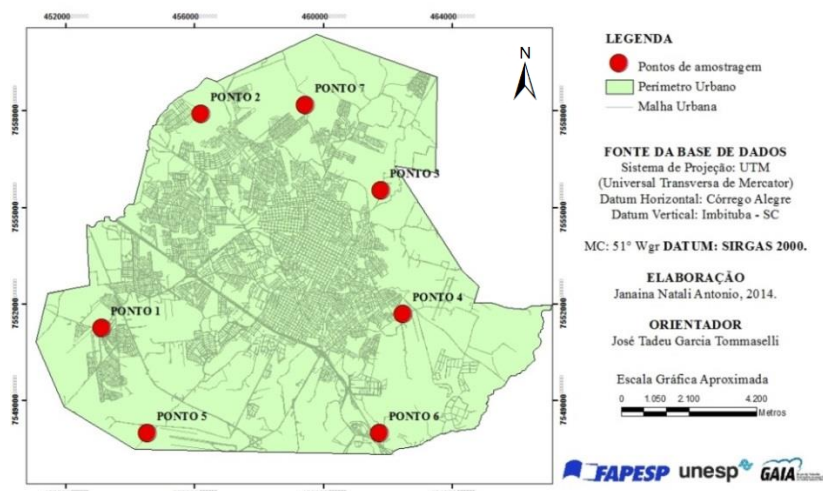 452000
456000
460000
464000
N
7558000
7555000
7552000
7549000
7558000
7555000
7552000
7549000
PONTO 2
PONTO 7
PONTO 3
PONTO 4
PONTO 1
PONTO 5
PONTO 6
LEGENDA
Pontos de amostragem
Perímetro Urbano
Malha Urbana
FONTE DA BASE DE DADOS
Sistema de Projeção: UTM
(Universal Transversa de Mercator)
Datum Horizontal: Córrego Alegre
Datum Vertical: Imbituba - SC
MC: 51° Wgr DATUM: SIRGAS 2000.
ELABORAÇÃO
Janaina Natali Antonio, 2014.
ORIENTADOR
José Tadeu Garcia Tommaselli
Escala Gráfica Aproximada
0 1.050 2.100 4.200
Metros
FAPESP
unesp
GAIA